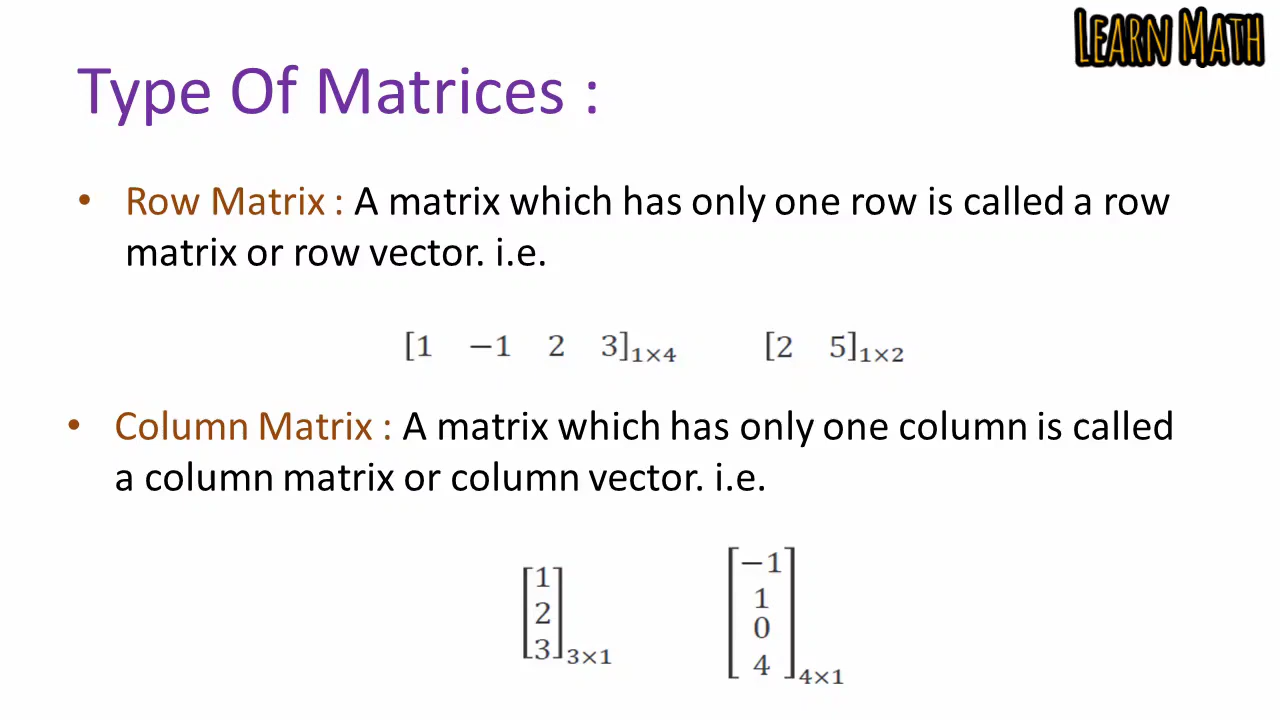 LEARN MATH
Type Of Matrices :
• Row Matrix : A matrix which has only one row is called a row
matrix or row vector. i.e.
[1 −1 2 3]1×4 [2 5]1×2
• Column Matrix : A matrix which has only one column is called
a column matrix or column vector. i.e.
[1
2
3]3×1
[−1
1
0
4]4×1